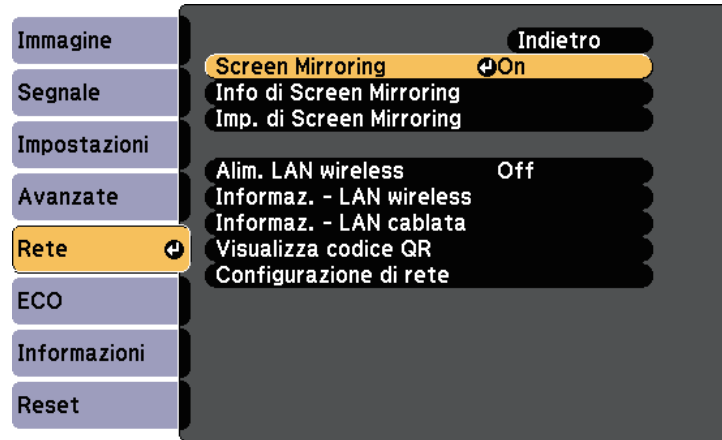 Immagine
Segnale
Impostazioni
Avanzate
Rete
ECO
Informazioni
Reset
Indietro
Screen Mirroring On
Info di Screen Mirroring
Imp. di Screen Mirroring
Alim. LAN wireless Off
Informaz. - LAN wireless
Informaz. - LAN cablata
Visualizza codice QR
Configurazione di rete